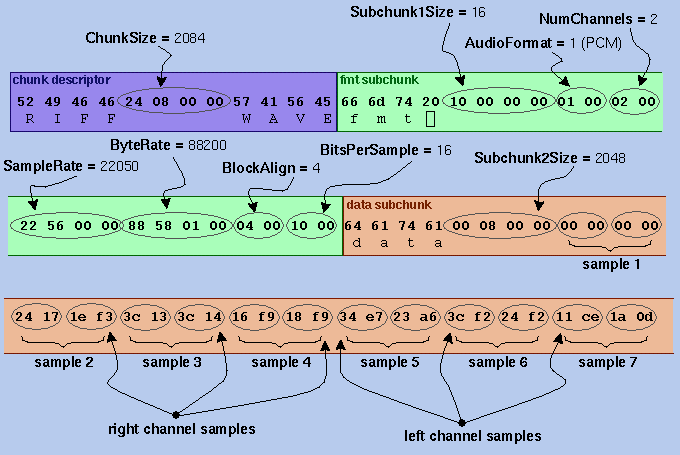 Subchunk1Size = 16
NumChannels = 2
ChunkSize = 2084
AudioFormat = 1 (PCM)
chunk descriptor
fmt subchunk
52 49 46 46 24 08 00 00 57 41 56 45 66 6d 74 20 10 00 00 00 01 00 02 00
R I F F W A V E f m t
ByteRate = 88200
BitsPerSample = 16
SampleRate = 22050
BlockAlign = 4
Subchunk2Size = 2048
data subchunk
22 56 00 00 88 58 01 00 04 00 10 00 64 61 74 61 00 08 00 00 00 00 00 00
d a t a
sample 1
24 17 1e f3 3c 13 3c 14 16 f9 18 f9 34 e7 23 a6 3c f2 24 f2 11 ce 1a 0d
sample 2 sample 3 sample 4 sample 5 sample 6 sample 7
right channel samples
left channel samples